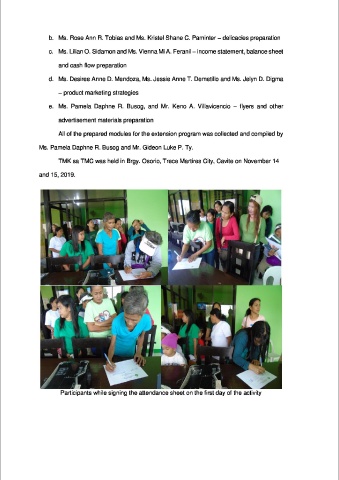 b. Ms. Rose Ann R. Tobias and Ms. Kristel Shane C. Paminter – delicacies preparation
c. Ms. Lilian O. Sidamon and Ms. Vienna Mi A. Feranil – income statement, balance sheet
and cash flow preparation
d. Ms. Desiree Anne D. Mendoza, Ms. Jessie Anne T. Demetillo and Ms. Jelyn D. Digma
– product marketing strategies
e. Ms. Pamela Daphne R. Busog, and Mr. Keno A. Villavicencio – flyers and other
advertisement materials preparation
All of the prepared modules for the extension program was collected and compiled by
Ms. Pamela Daphne R. Busog and Mr. Gideon Luke P. Ty.
TMK sa TMC was held in Brgy. Osorio, Trece Martires City, Cavite on November 14
and 15, 2019.
Participants while signing the attendance sheet on the first day of the activity